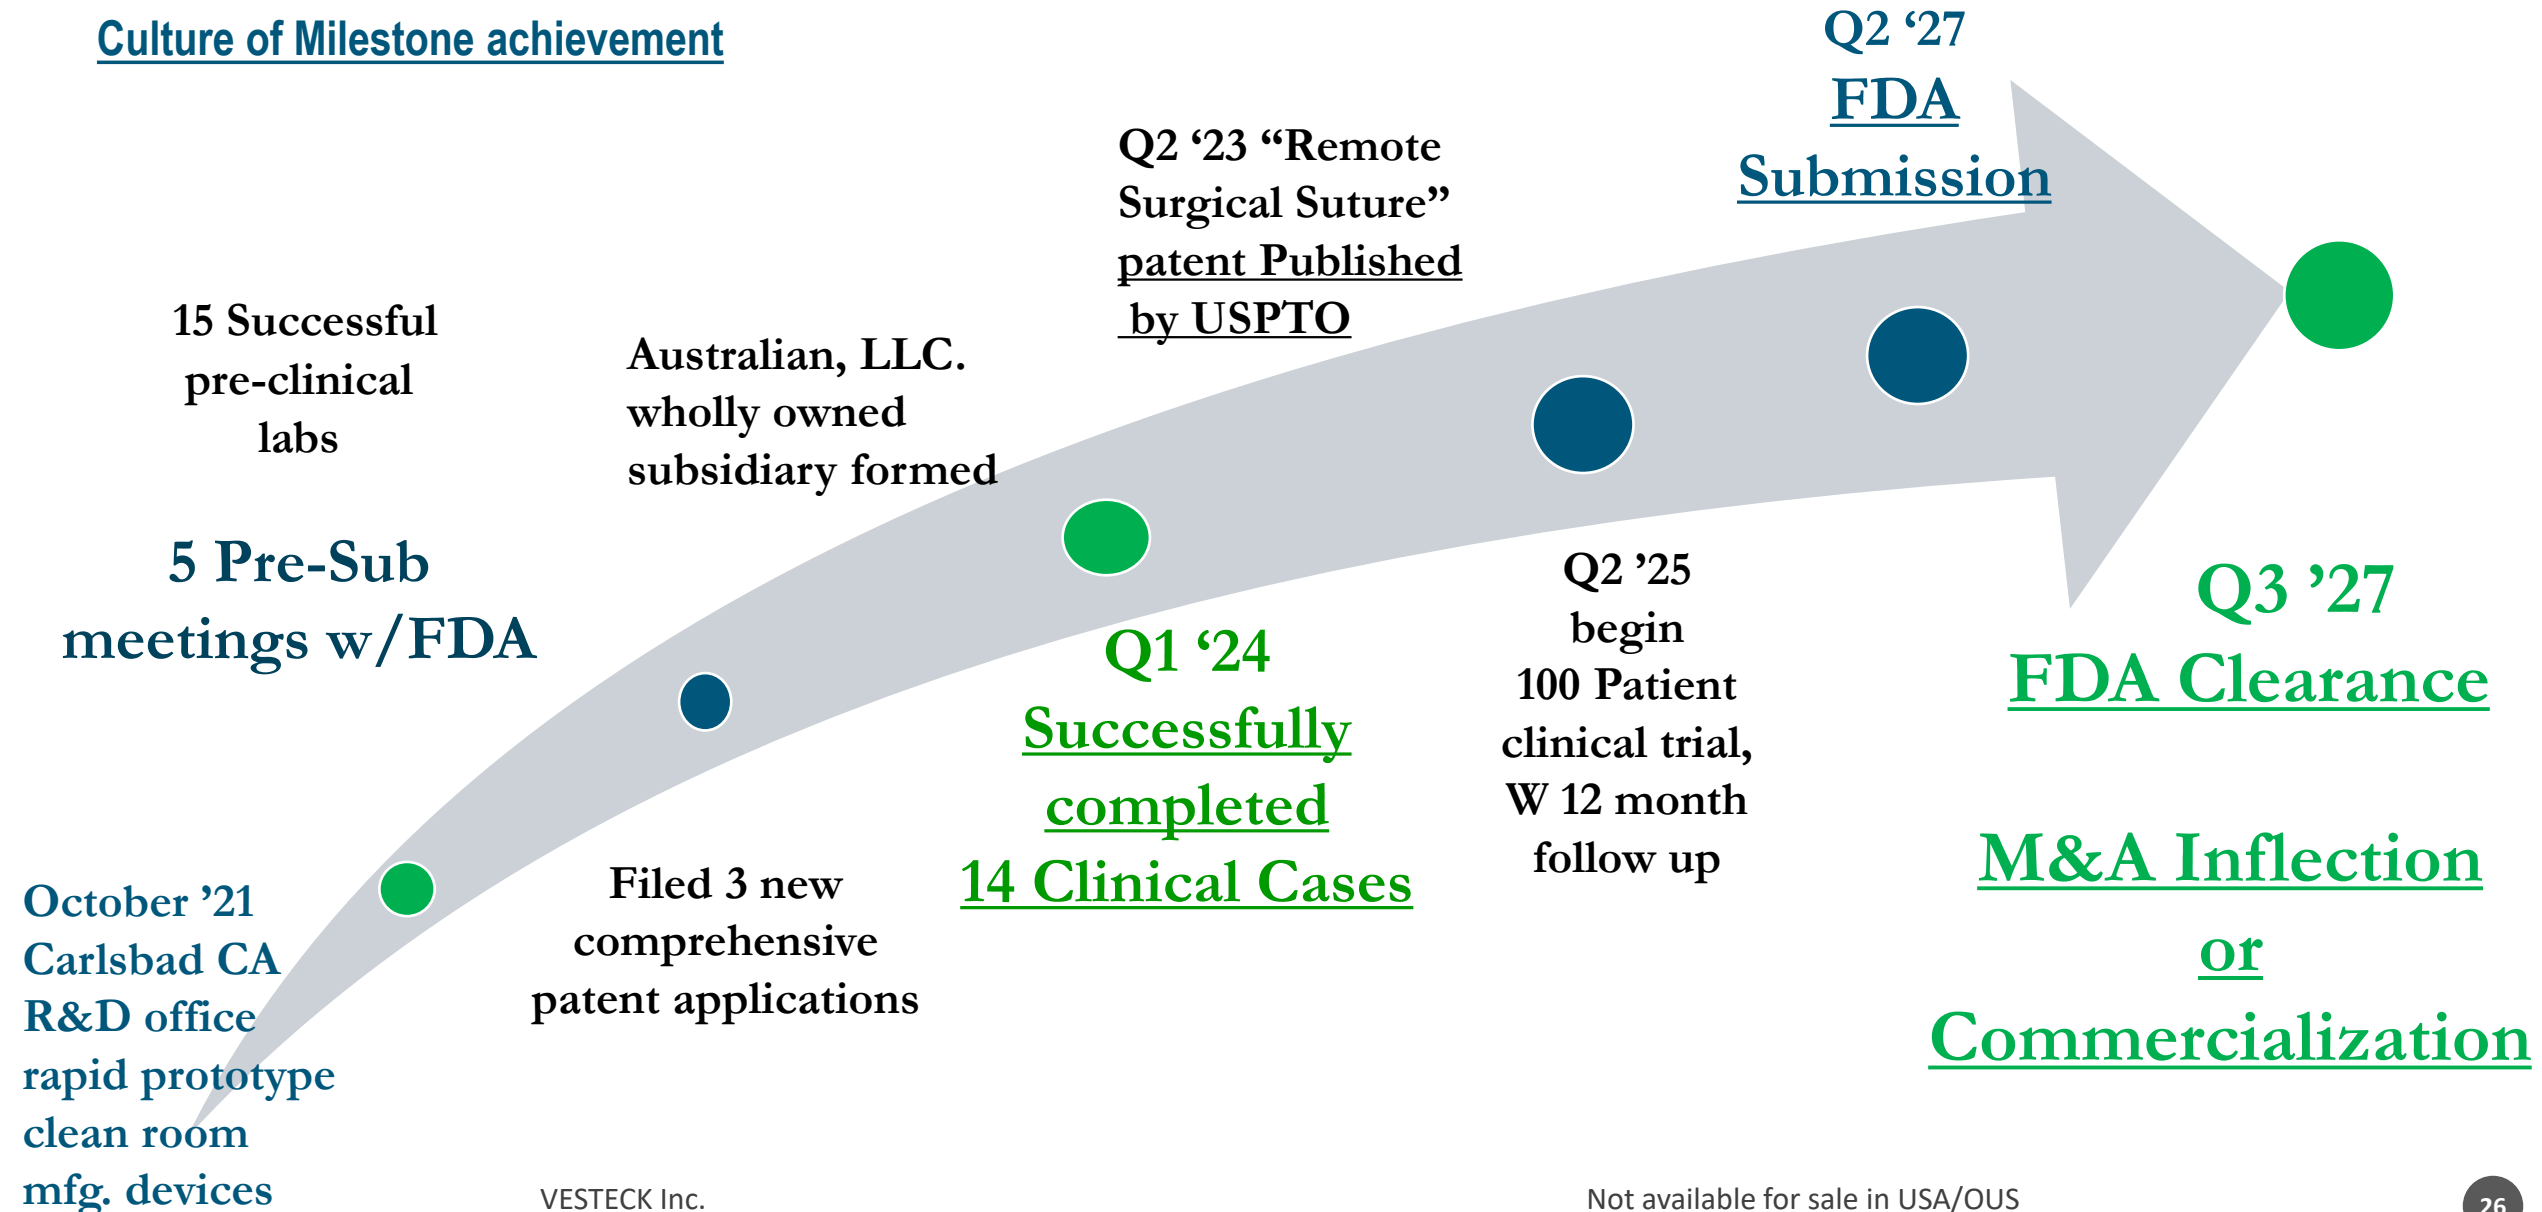 Culture of Milestone achievement
15 Successful
pre-clinical
labs
5 Pre-Sub
meetings w/FDA
October ’21
Carlsbad CA
R&D office
rapid prototype
clean room
mfg. devices
Australian, LLC.
wholly owned
subsidiary formed
Filed 3 new
comprehensive
patent applications
Q2 ‘23 “Remote
Surgical Suture”
patent Published
by USPTO
Q1 ‘24
Successfully
completed
14 Clinical Cases
Q2 ’25
begin
100 Patient
clinical trial,
W 12 month
follow up
Q2 ‘27
FDA
Submission
Q3 ’27
FDA Clearance
M&A Inflection
or
Commercialization
VESTECK Inc.
Not available for sale in USA/OUS
26